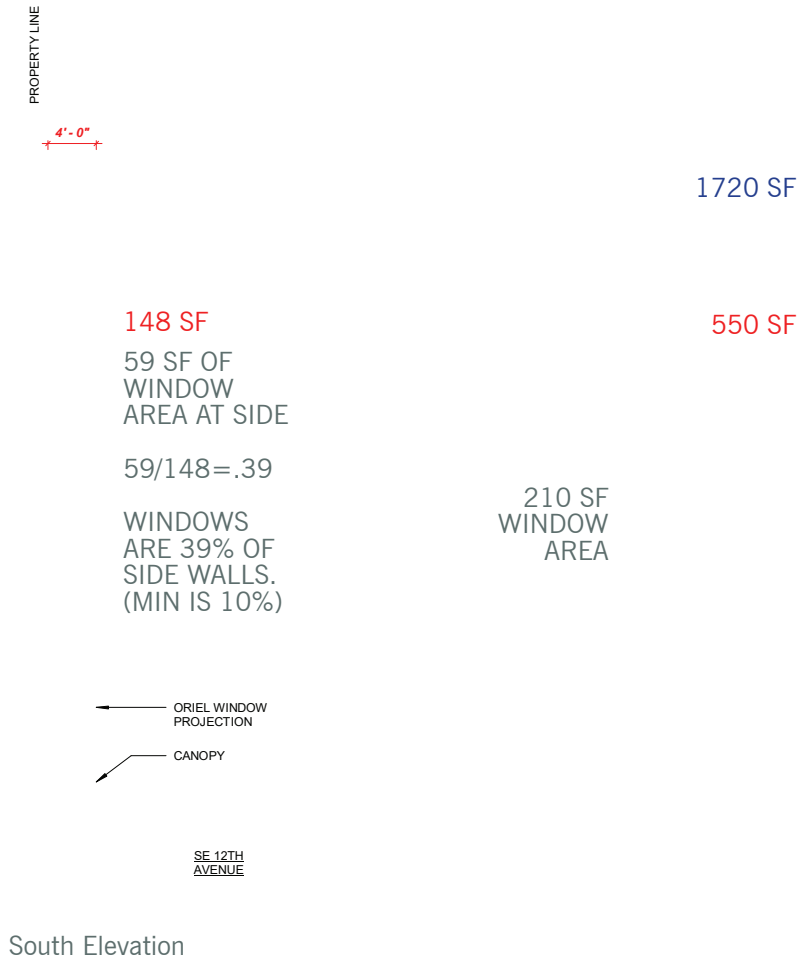 PROPERTY LINE
4' - 0"
1720 SF
148 SF
550 SF
59 SF OF
WINDOW
AREA AT SIDE
59/148=.39
WINDOWS
ARE 39% OF
SIDE WALLS.
(MIN IS 10%)
210 SF
WINDOW
AREA
ORIEL WINDOW
PROJECTION
CANOPY
SE 12TH
AVENUE
South Elevation